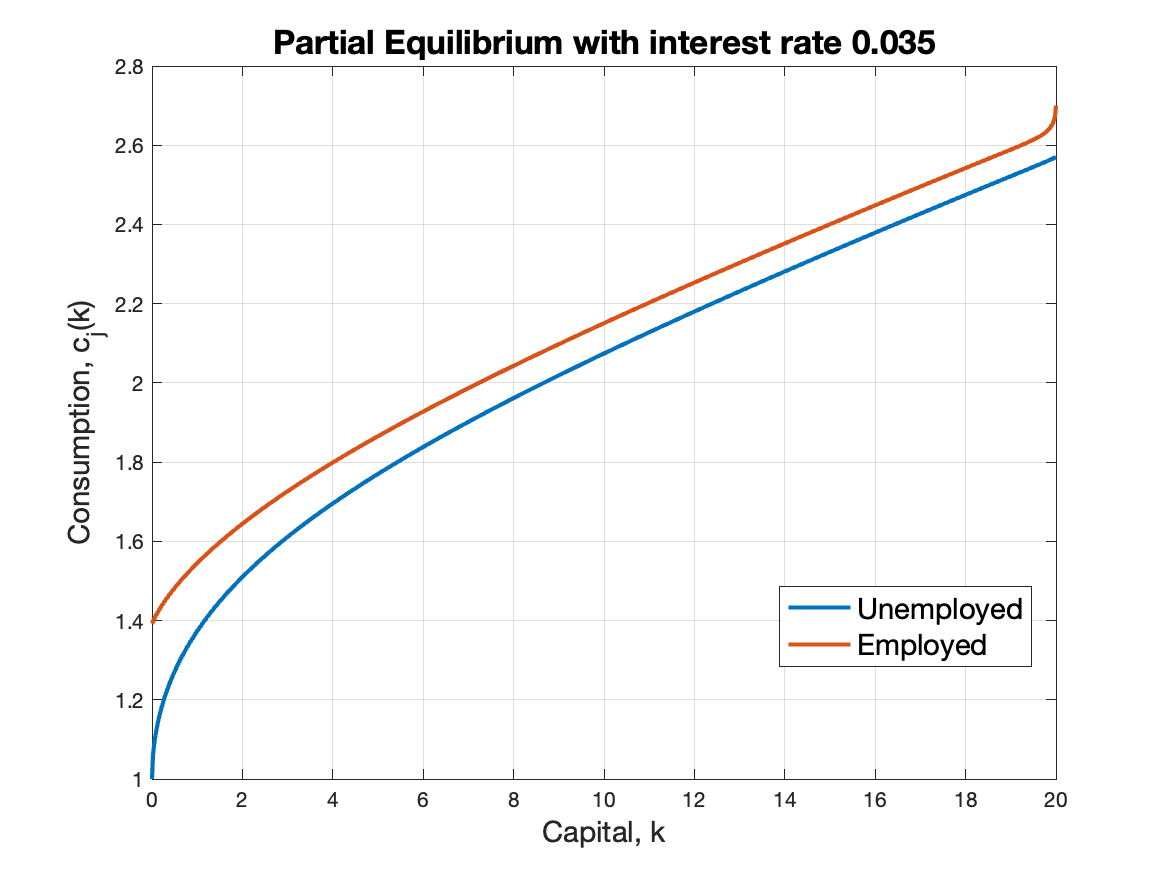 Partial Equilibrium with interest rate 0.035
2.8
2.6
2.4
2.2
2
1.8
1.6
1.4
1.2
1
Consumption, c_j(k)
Unemployed
Employed
0 2 4 6 8 10 12 14 16 18 20
Capital, k